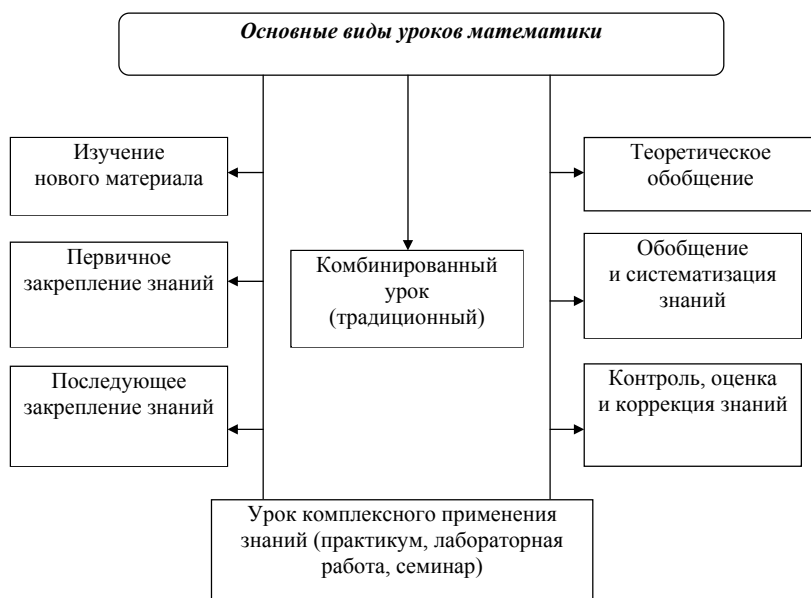 Основные виды уроков математики
Изучение
нового материала
Первичное
закрепление знаний
Последующее
закрепление знаний
Комбинированный
урок
(традиционный)
Теоретическое
обобщение
Обобщение
и систематизация
знаний
Контроль, оценка
и коррекция знаний
Урок комплексного применения
знаний (практикум, лабораторная
работа, семинар)